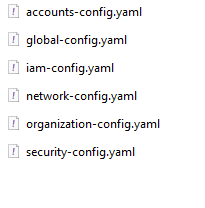 accounts-config.yaml
global-config.yaml
iam-config.yaml
network-config.yaml
organization-config.yaml
security-config.yaml